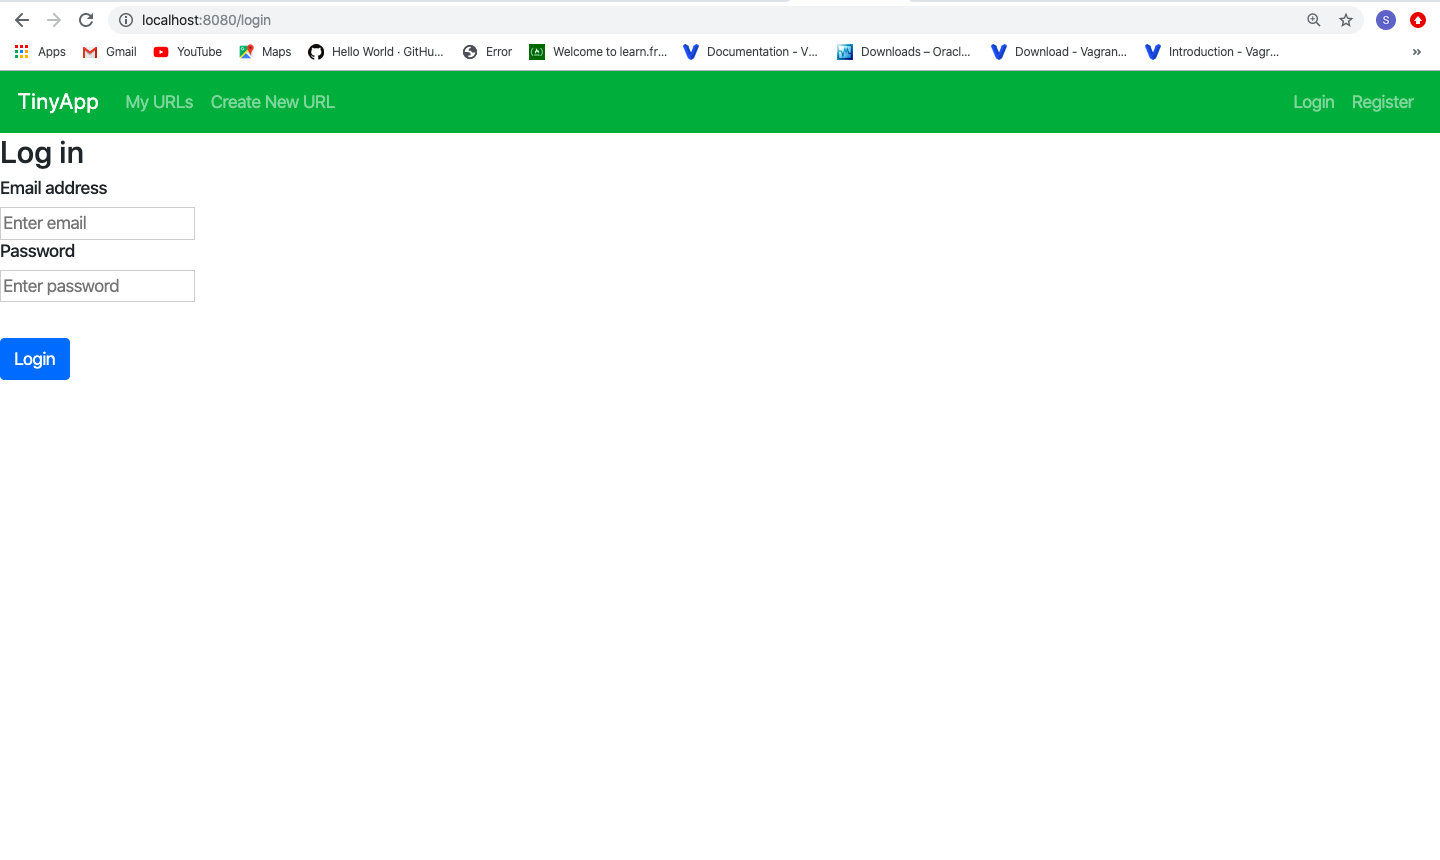 localhost:8080/login
S
Apps Gmail YouTube Maps Hello World · GitHu... Error Welcome to learn.fr... Documentation - V... Downloads – Oracl... Download - Vagran... Introduction - Vagr... »
TinyApp My URLs Create New URL Login Register
Log in
Email address
Enter email
Password
Enter password
Login